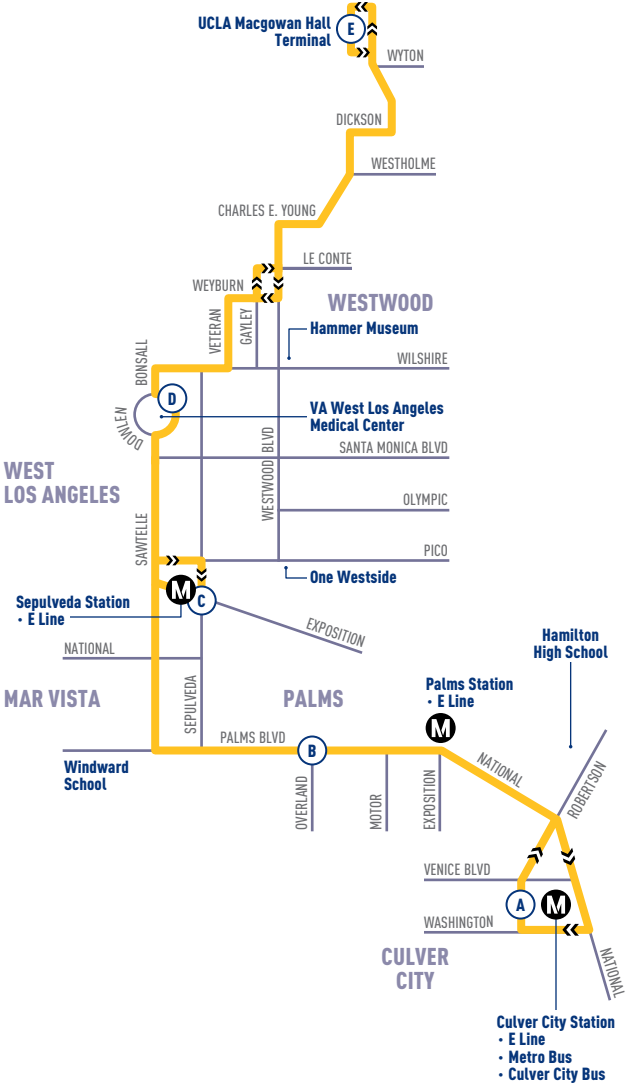 UCLA Macgowan Hall
Terminal
E
WYTON
DICKSON
WESTHOLME
CHARLES E. YOUNG
LE CONTE
WEYBURN
WESTWOOD
VETERAN
GAYLEY
Hammer Museum
BONSALL
WILSHIRE
D
DOWLEN
VA West Los Angeles
Medical Center
WESTWOOD BLVD
SANTA MONICA BLVD
WEST
LOS ANGELES
OLYMPIC
SAWTELLE
PICO
One Westside
M
C
Sepulveda Station
• E Line
EXPOSITION
NATIONAL
Hamilton
High School
MAR VISTA
SEPULVEDA
PALMS
Palms Station
• E Line
M
PALMS BLVD
B
Windward
School
NATIONAL
ROBERTSON
OVERLAND
MOTOR
EXPOSITION
VENICE BLVD
A
M
WASHINGTON
CULVER
CITY
NATIONAL
Culver City Station
• E Line
• Metro Bus
• Culver City Bus